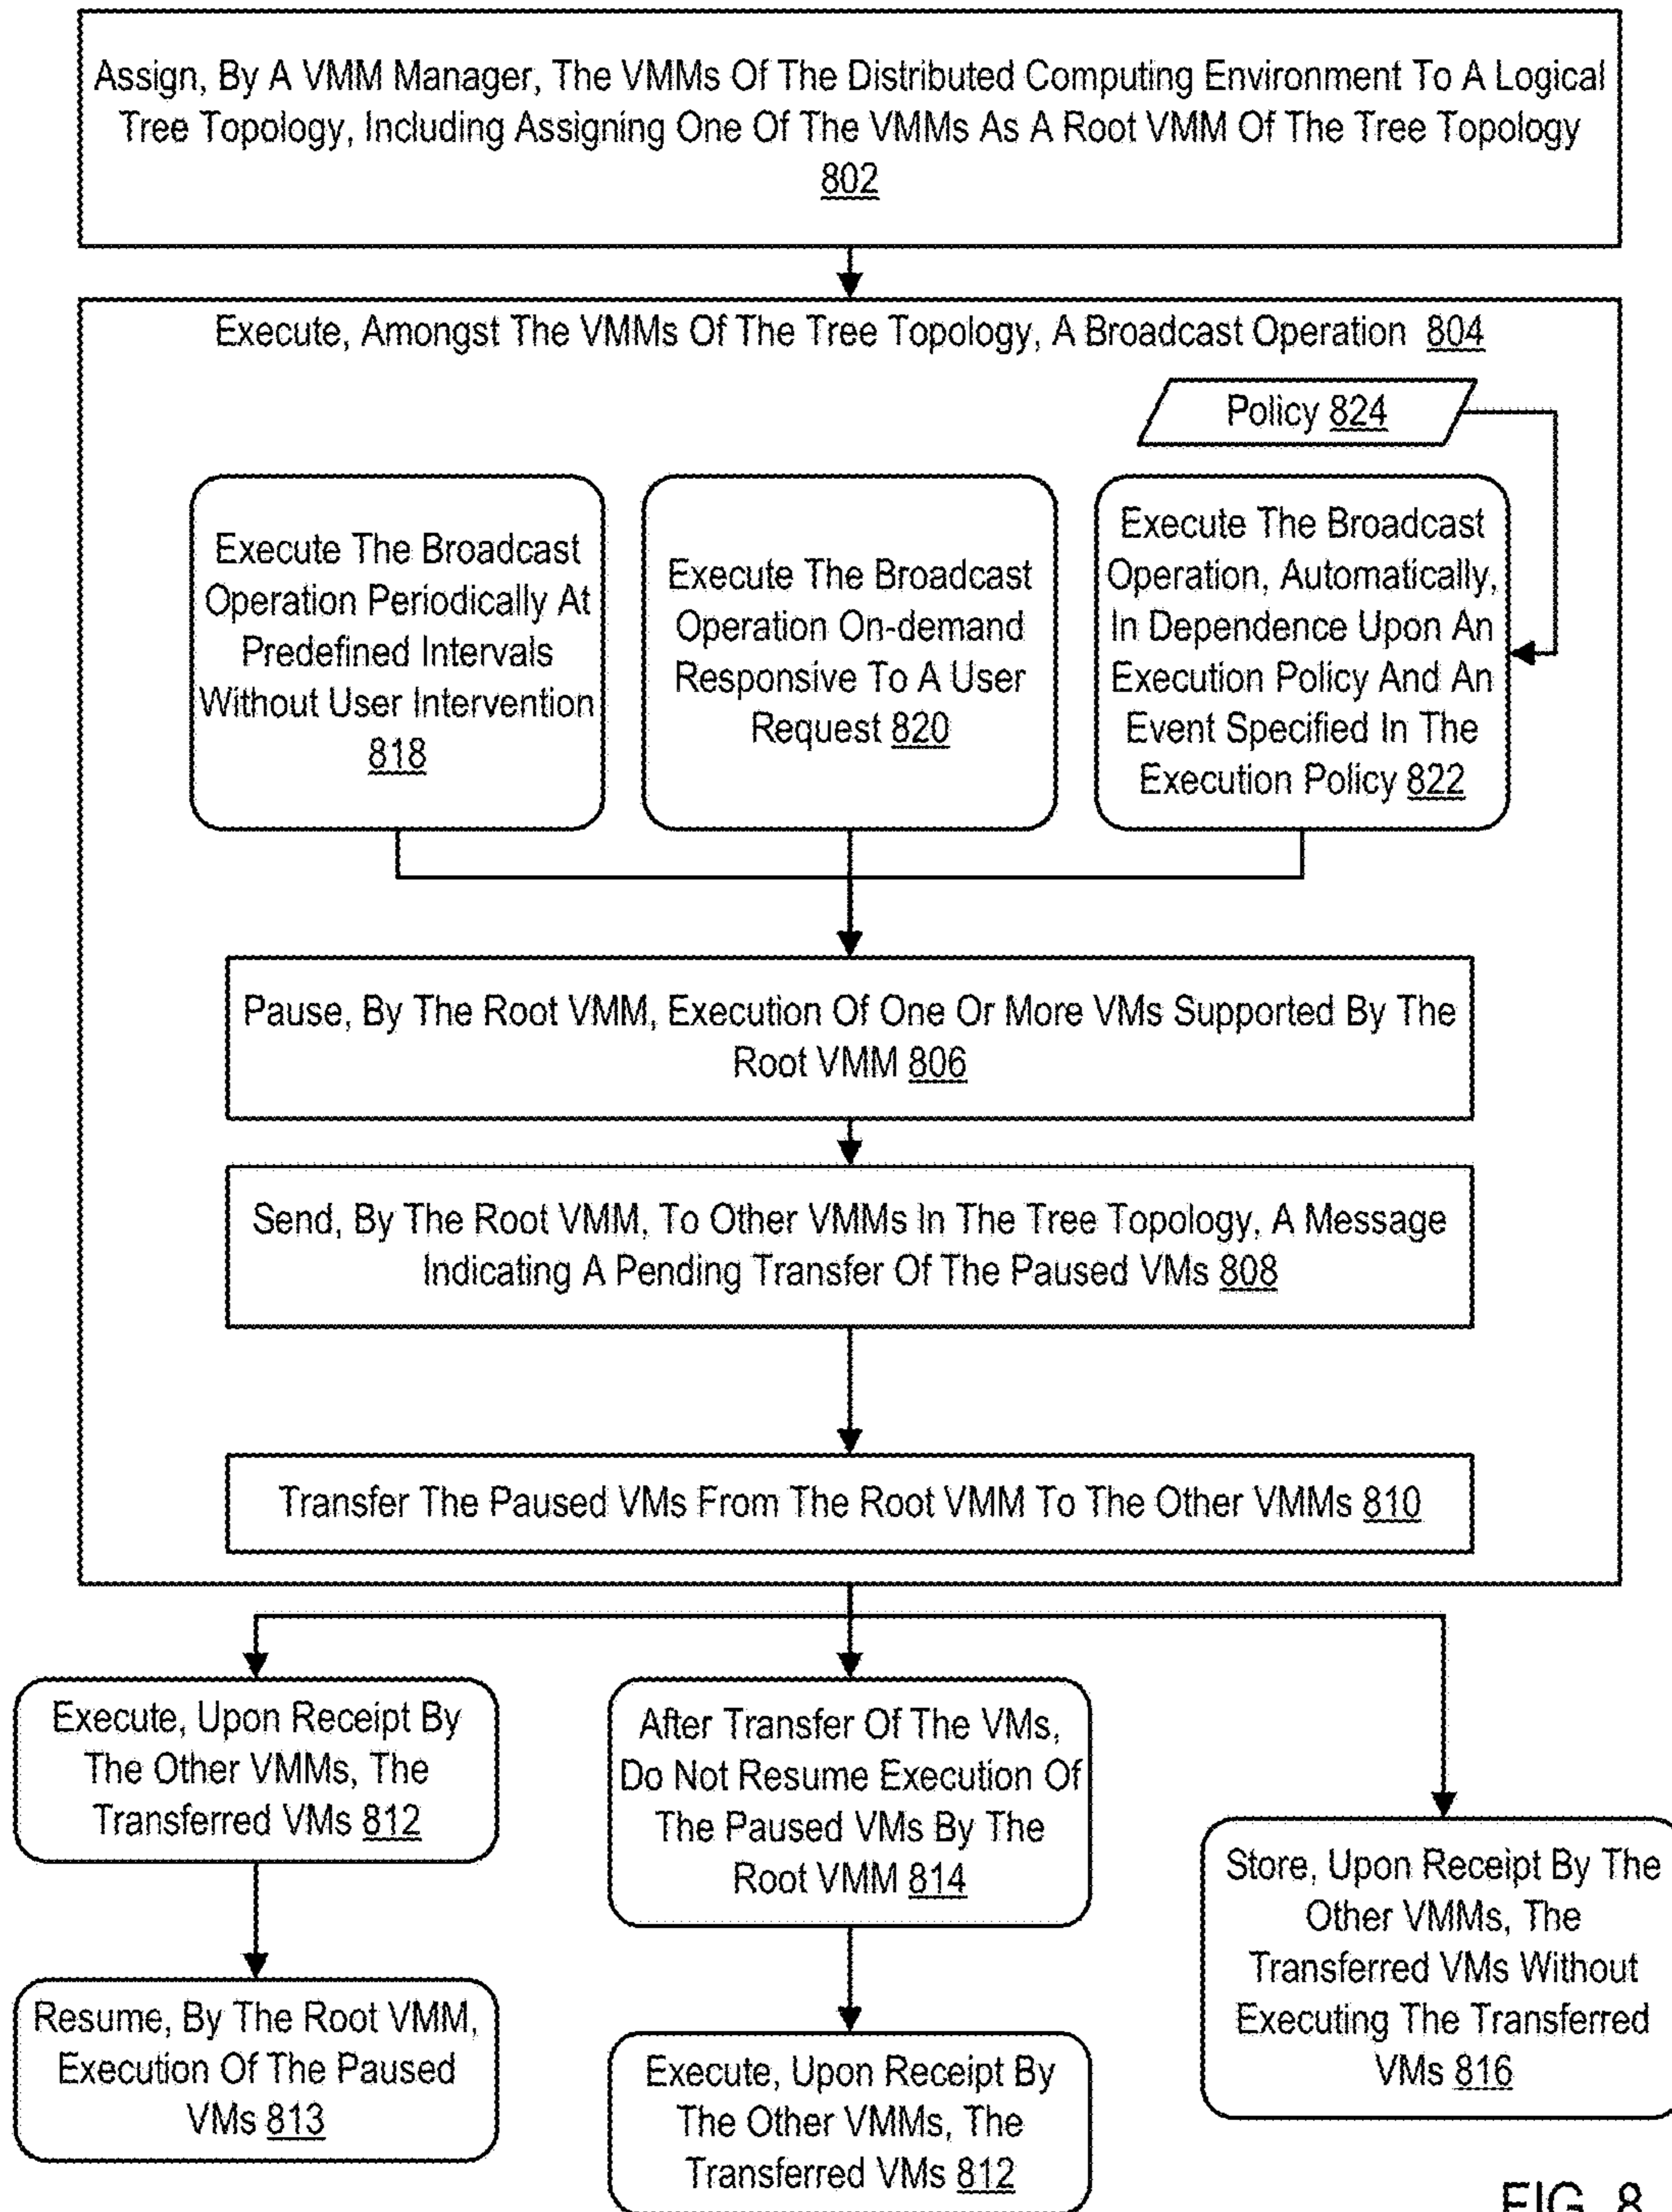 Assign, By A VMM Manager, The VMMs Of The Distributed Computing Environment To A Logical
Tree Topology, Including Assigning One Of The VMMs As A Root VMM Of The Tree Topology
802
Execute, Amongst The VMMs Of The Tree Topology, A Broadcast Operation 804
Policy 824
Execute The Broadcast
Operation Periodically At
Predefined Intervals
Without User Intervention
818
Execute The Broadcast
Operation On-demand
Responsive To A User
Request 820
Execute The Broadcast
Operation, Automatically,
In Dependence Upon An
Execution Policy And An
Event Specified In The
Execution Policy 822
Pause, By The Root VMM, Execution Of One Or More VMs Supported By The
Root VMM 806
Send, By The Root VMM, To Other VMMs In The Tree Topology, A Message
Indicating A Pending Transfer Of The Paused VMs 808
Transfer The Paused VMs From The Root VMM To The Other VMMs 810
Execute, Upon Receipt By
The Other VMMs, The
Transferred VMs 812
Resume, By The Root VMM,
Execution Of The Paused
VMs 813
After Transfer Of The VMs,
Do Not Resume Execution Of
The Paused VMs By The
Root VMM 814
Execute, Upon Receipt By
The Other VMMs, The
Transferred VMs 812
Store, Upon Receipt By The
Other VMMs, The
Transferred VMs Without
Executing The Transferred
VMs 816
FIG. 8